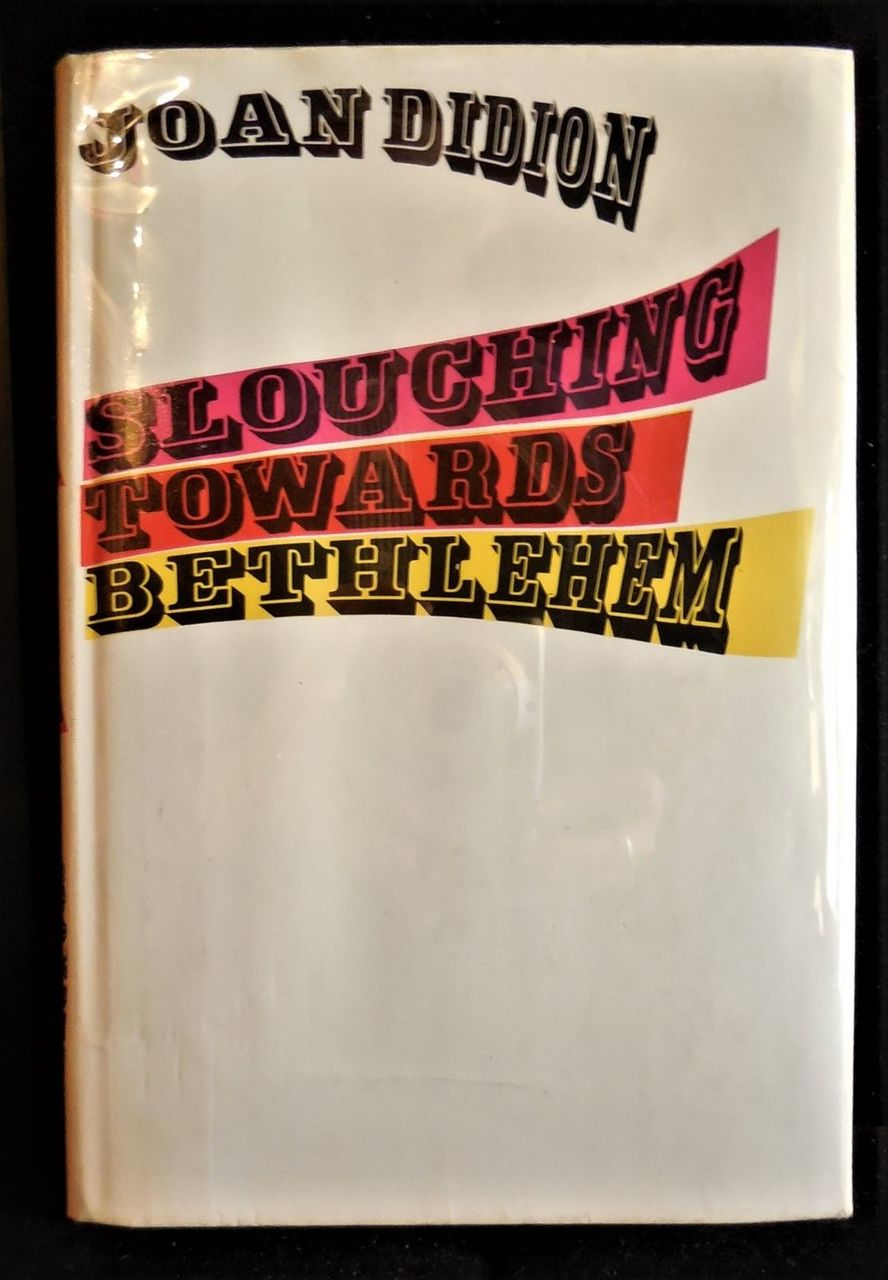 JOAN DIDION
SLOUCHING
TOWARDS
BETHLEHEM